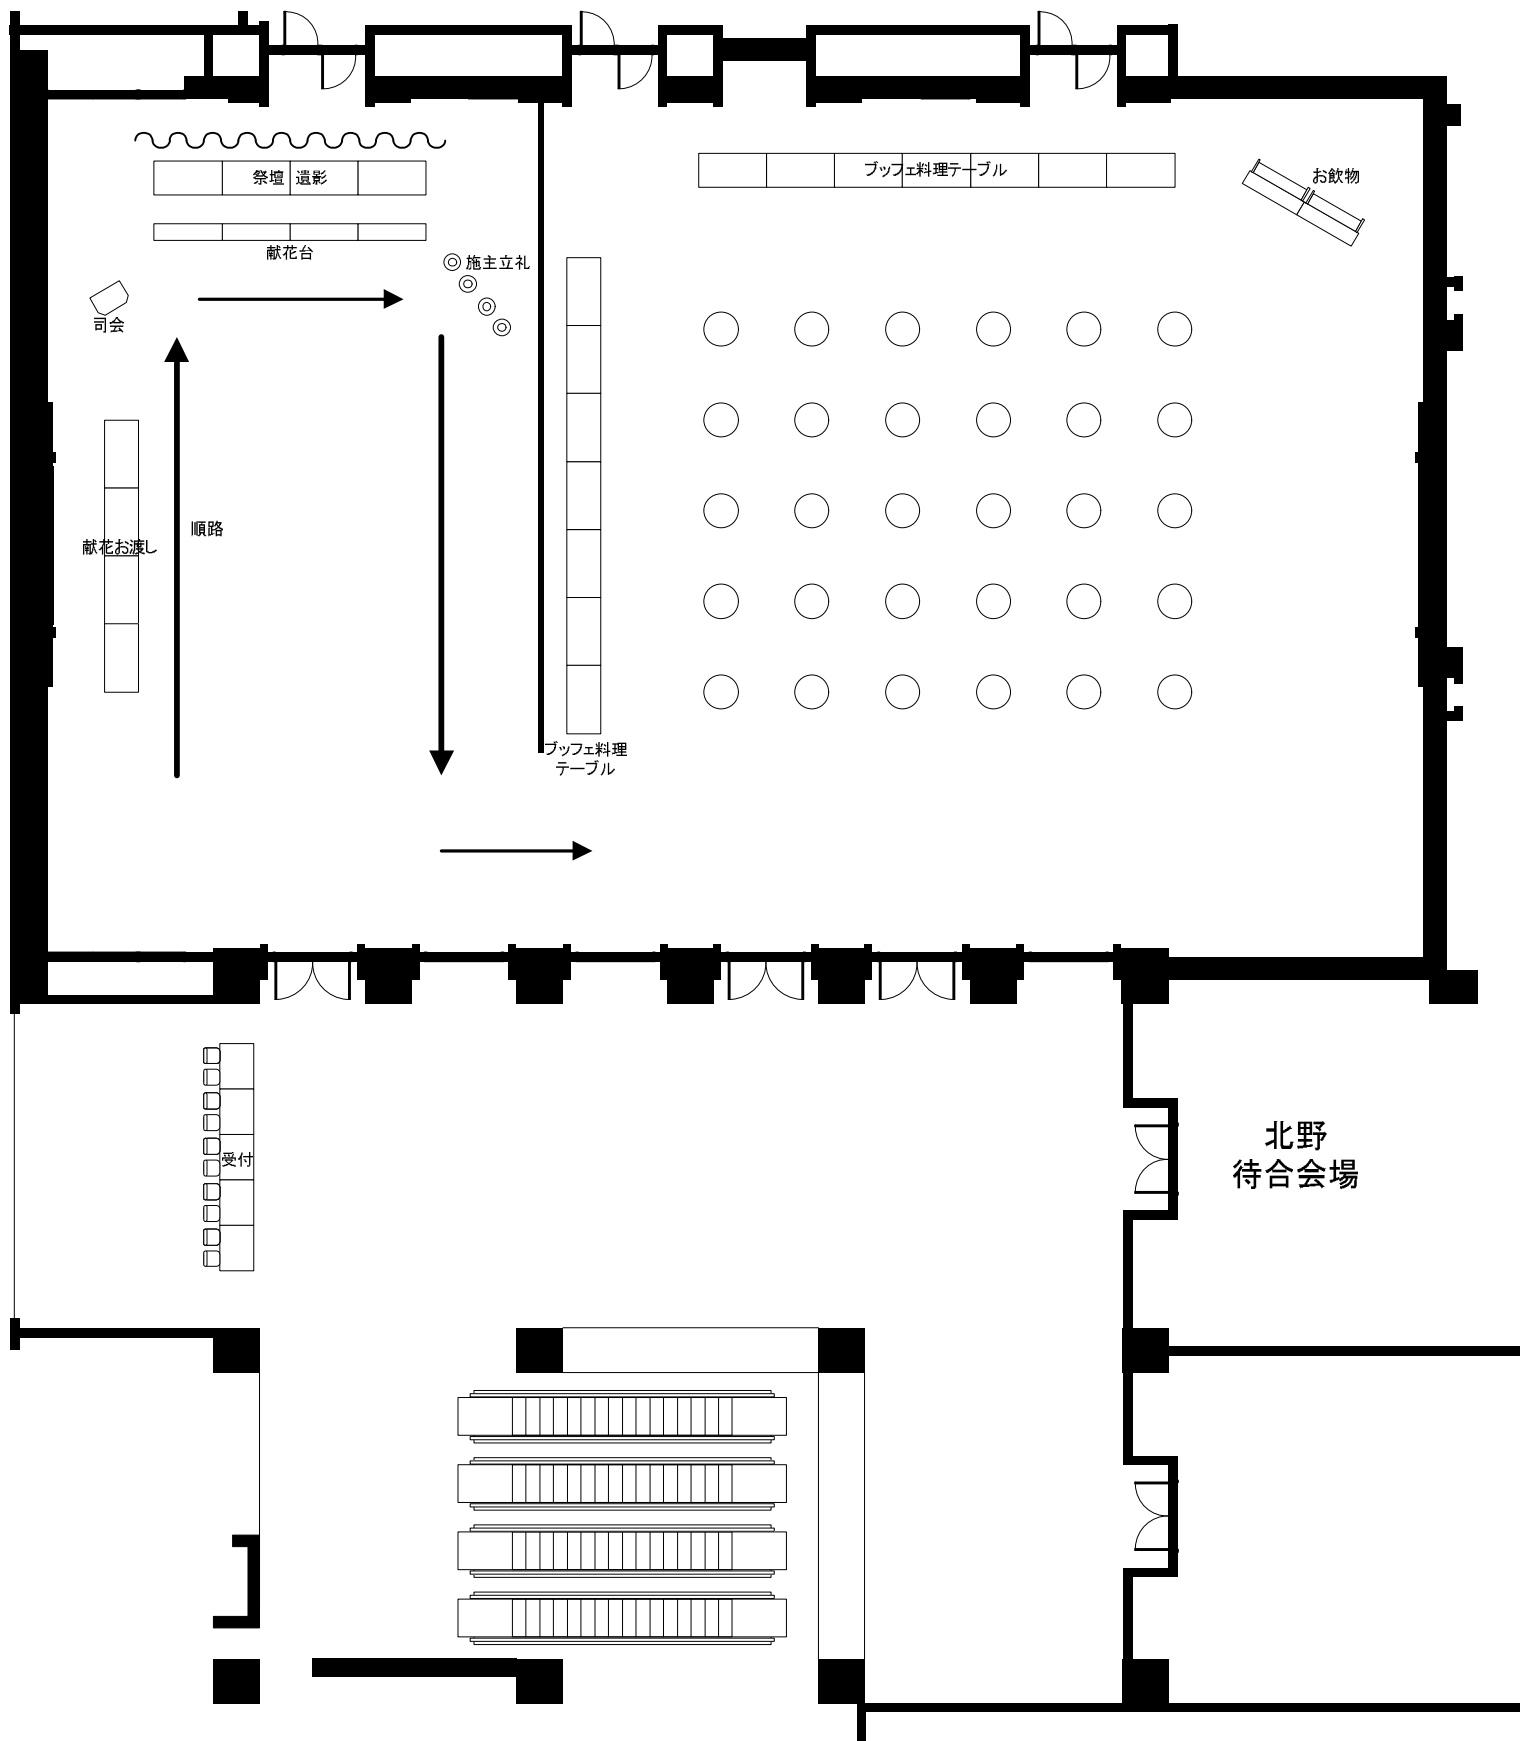 祭壇 遺影
ブッフェ料理テーブル
お飲物
献花台
施主立札
司会
献花お渡し
順路
ブッフェ料理
テーブル
受付
北野
待合会場